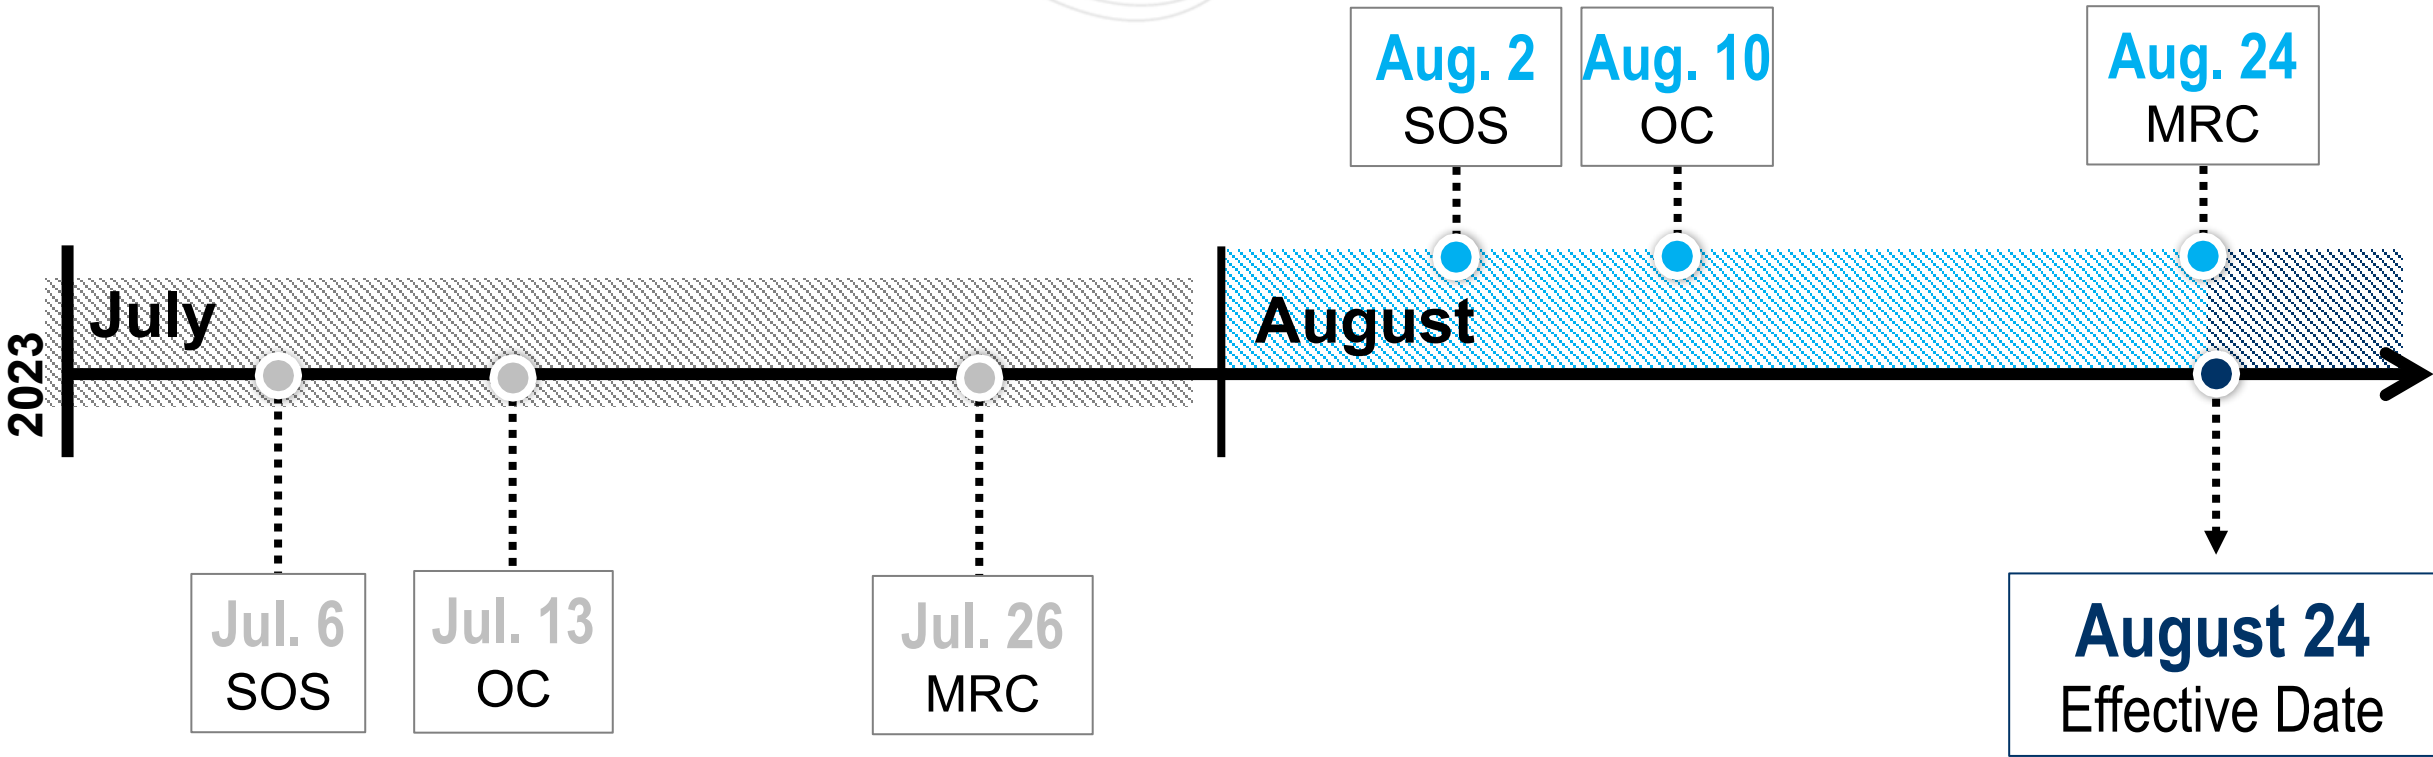 2023
July
Jul. 6
SOS
Jul. 13
OC
Jul. 26
MRC
August
Aug. 2
SOS
Aug. 10
OC
Aug. 24
MRC
August 24
Effective Date